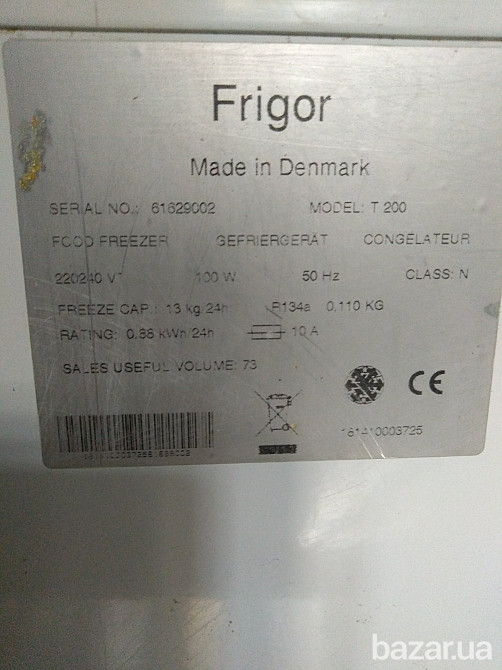 Frigor
Made in Denmark
SERIAL NO.: 61629002 MODEL: T 200
FOOD FREEZER GEFRIERGERÄT CONGELATEUR
220240 V~ 100 W 50 Hz CLASS: N
FREEZE CAP.: 13 kg/24h R134a 0,110 KG
RATING: 0,86 kWh/24h 10 A
SALES USEFUL VOLUME: 73
CE
161410003725
bazar.ua